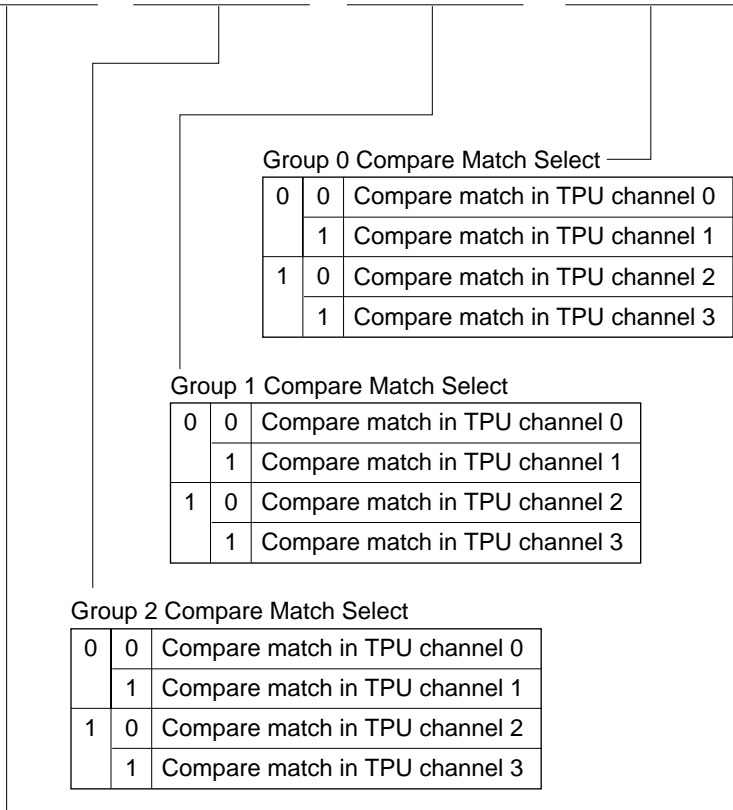 Group 0 Compare Match Select
0 0 Compare match in TPU channel 0
1 Compare match in TPU channel 1
1 0 Compare match in TPU channel 2
1 Compare match in TPU channel 3
Group 1 Compare Match Select
0 0 Compare match in TPU channel 0
1 Compare match in TPU channel 1
1 0 Compare match in TPU channel 2
1 Compare match in TPU channel 3
Group 2 Compare Match Select
0 0 Compare match in TPU channel 0
1 Compare match in TPU channel 1
1 0 Compare match in TPU channel 2
1 Compare match in TPU channel 3